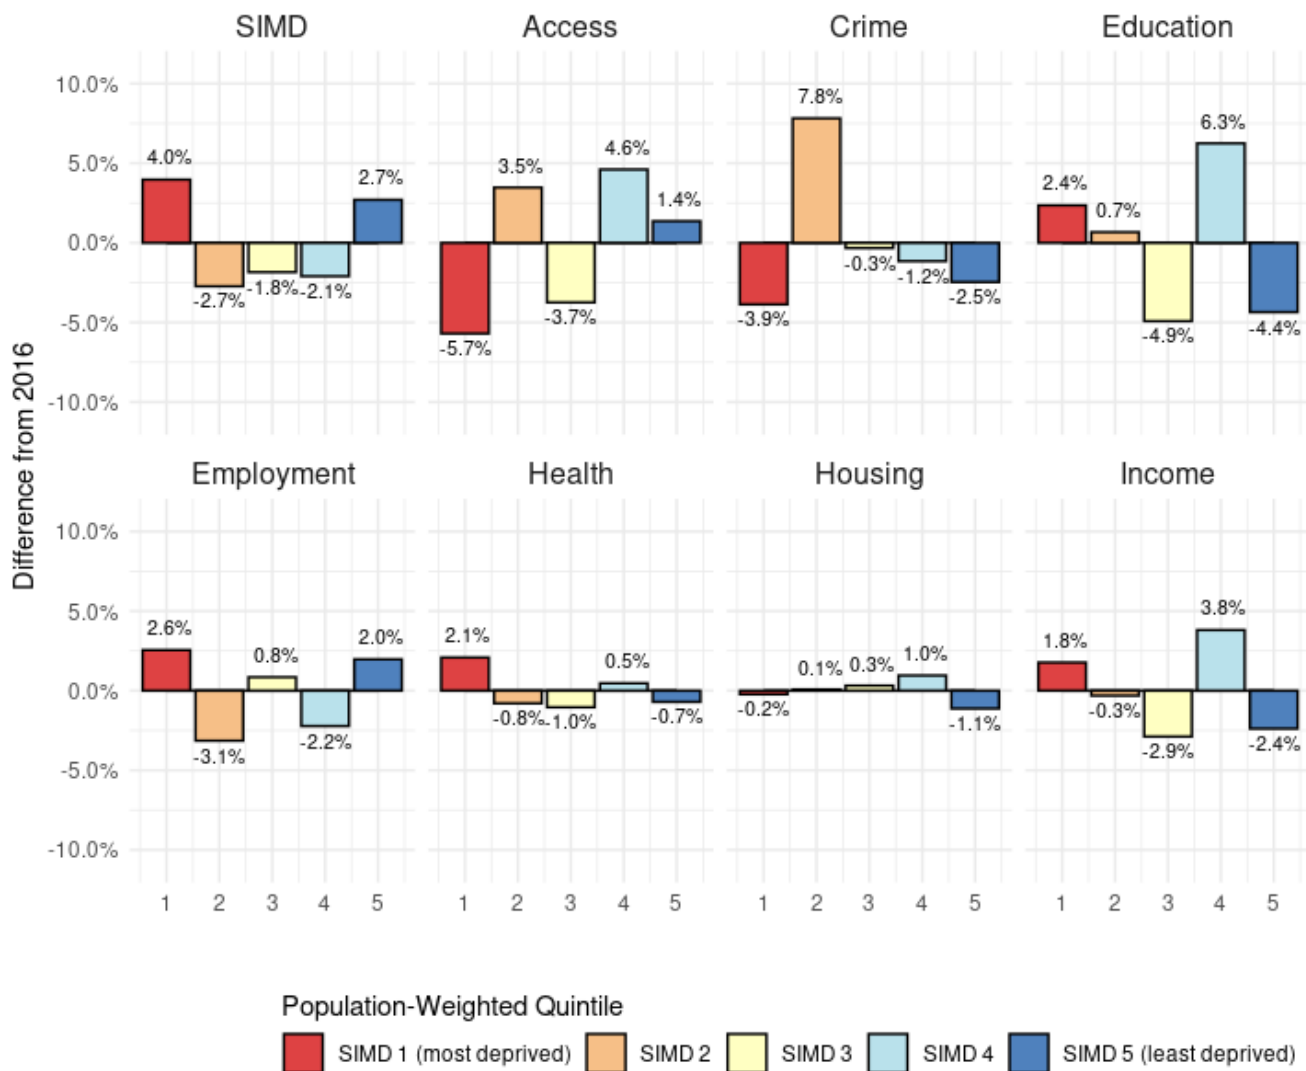 SIMD Access Crime Education
10.0%
5.0%
0.0%
-5.0%
-10.0%
4.0% -2.7% -1.8% -2.1% 2.7%
-5.7% 3.5% -3.7% 4.6% 1.4%
-3.9% 7.8% -0.3% -1.2% -2.5%
2.4% 0.7% -4.9% 6.3% -4.4%
Difference from 2016
Employment Health Housing Income
10.0%
5.0%
0.0%
-5.0%
-10.0%
2.6% -3.1% 0.8% -2.2% 2.0%
2.1% -0.8% -1.0% 0.5% -0.7%
-0.2% 0.1% 0.3% 1.0% -1.1%
1.8% -0.3% -2.9% 3.8% -2.4%
1 2 3 4 5 1 2 3 4 5 1 2 3 4 5 1 2 3 4 5
Population-Weighted Quintile
SIMD 1 (most deprived) SIMD 2 SIMD 3 SIMD 4 SIMD 5 (least deprived)